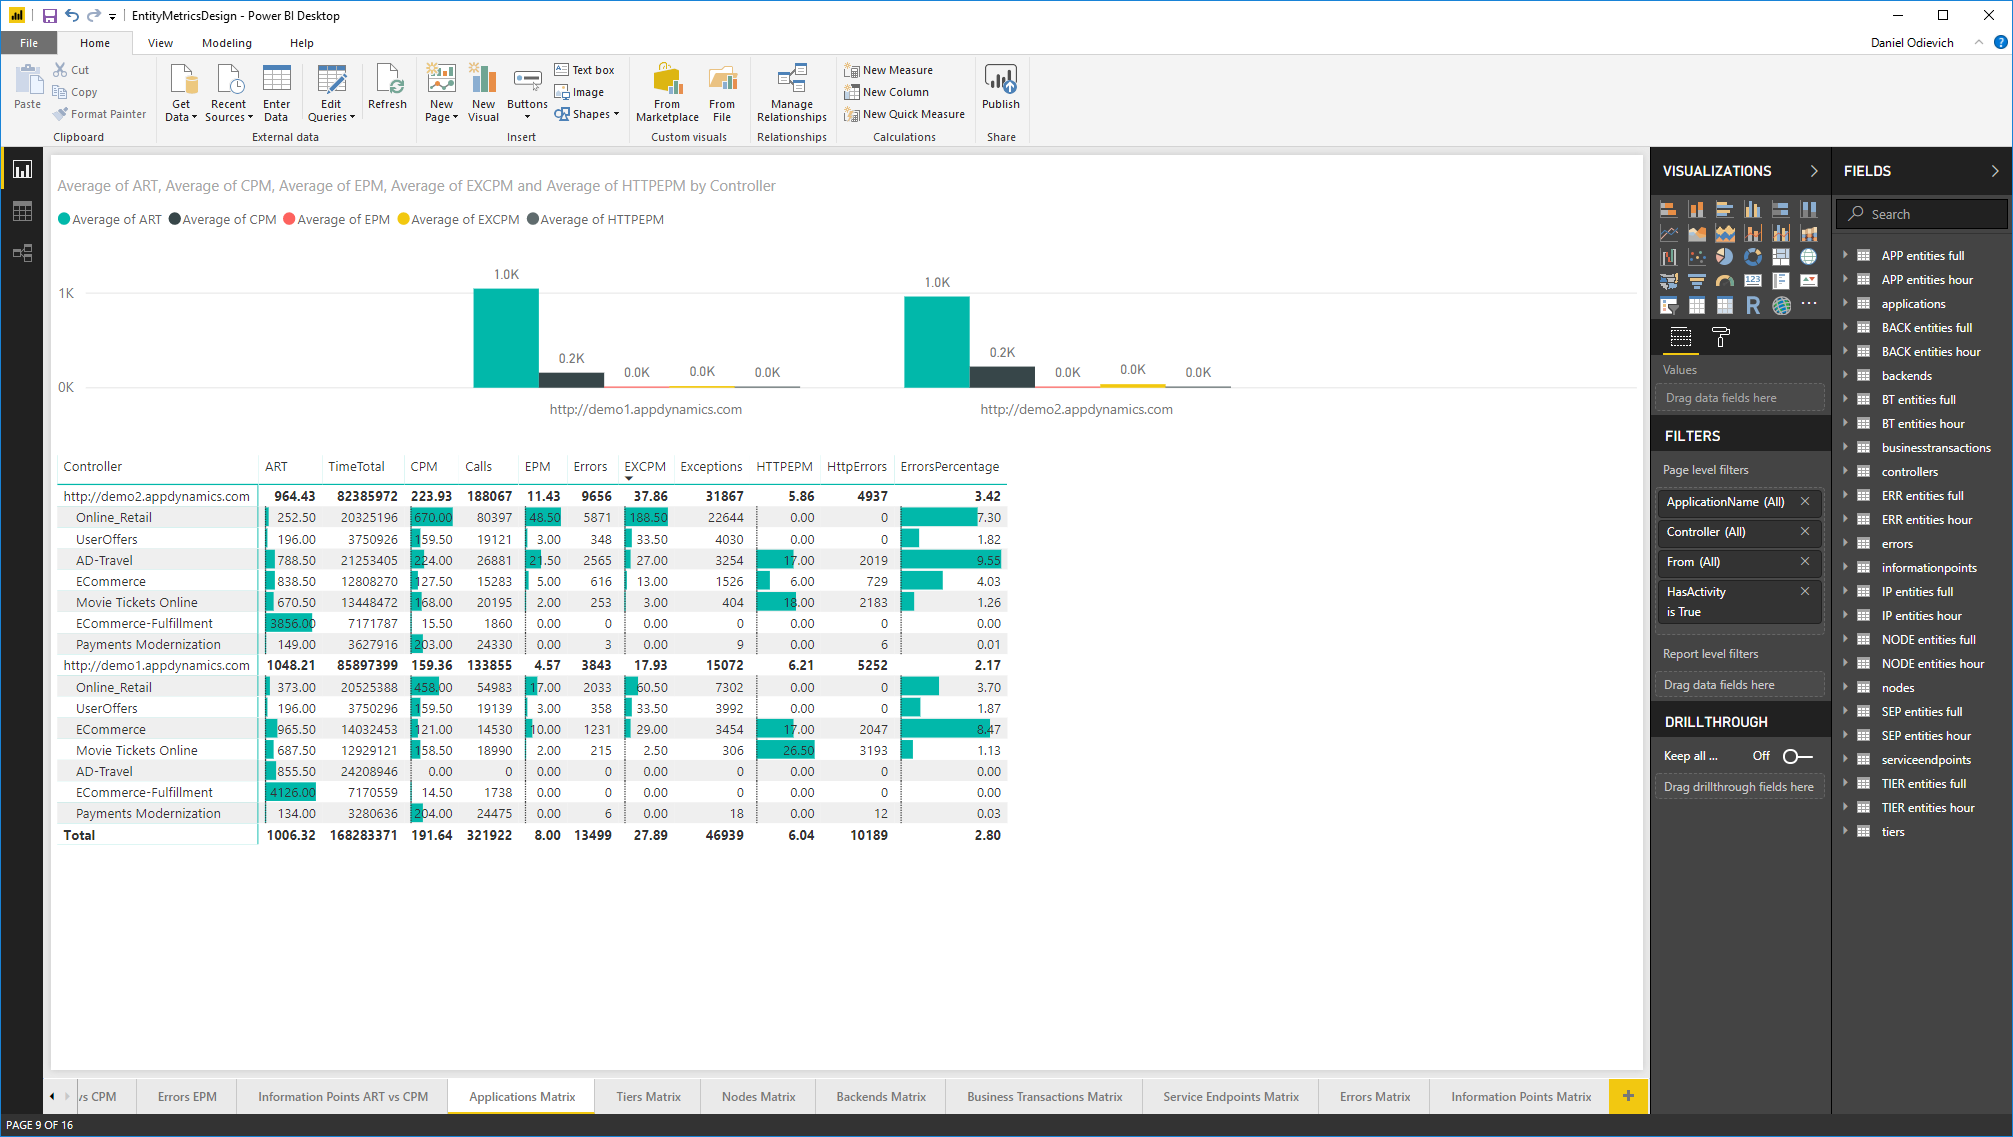 EntityMetricsDesign - Power BI Desktop
File Home View Modeling Help Daniel Odievich
Paste
Cut
Copy
Format Painter
Clipboard
Get Data
Recent Sources
Enter Data
Edit Queries
Refresh
External data
New Page
New Visual
Buttons
Text box
Image
Shapes
Insert
From Marketplace
From File
Custom visuals
Manage Relationships
Relationships
New Measure
New Column
New Quick Measure
Calculations
Publish
Share
Average of ART, Average of CPM, Average of EPM, Average of EXCPM and Average of HTTPEPM by Controller
Average of ART Average of CPM Average of EPM Average of EXCPM Average of HTTPEPM
1K
0K
1.0K 0.2K 0.0K 0.0K 0.0K
1.0K 0.2K 0.0K 0.0K 0.0K
http://demo1.appdynamics.com http://demo2.appdynamics.com
Controller ART TimeTotal CPM Calls EPM Errors EXCPM Exceptions HTTPEPM HttpErrors ErrorsPercentage
http://demo2.appdynamics.com 964.43 82385972 223.93 188067 11.43 9656 37.86 31867 5.86 4937 3.42
Online_Retail 252.50 20325196 670.00 80397 48.50 5871 188.50 22644 0.00 0 7.30
UserOffers 196.00 3750926 159.50 19121 3.00 348 33.50 4030 0.00 0 1.82
AD-Travel 788.50 21253405 224.00 26881 21.50 2565 27.00 3254 17.00 2019 9.55
ECommerce 838.50 12808270 127.50 15283 5.00 616 13.00 1526 6.00 729 4.03
Movie Tickets Online 670.50 13448472 168.00 20195 2.00 253 3.00 404 18.00 2183 1.26
ECommerce-Fulfillment 3856.00 7171787 15.50 1860 0.00 0 0.00 0 0.00 0 0.00
Payments Modernization 149.00 3627916 203.00 24330 0.00 3 0.00 9 0.00 6 0.01
http://demo1.appdynamics.com 1048.21 85897399 159.36 133855 4.57 3843 17.93 15072 6.21 5252 2.17
Online_Retail 373.00 20525388 458.00 54983 17.00 2033 60.50 7302 0.00 0 3.70
UserOffers 196.00 3750296 159.50 19139 3.00 358 33.50 3992 0.00 0 1.87
ECommerce 965.50 14032453 121.00 14530 10.00 1231 29.00 3454 17.00 2047 8.47
Movie Tickets Online 687.50 12929121 158.50 18990 2.00 215 2.50 306 26.50 3193 1.13
AD-Travel 855.50 24208946 0.00 0 0.00 0 0.00 0 0.00 0 0.00
ECommerce-Fulfillment 4126.00 7170559 14.50 1738 0.00 0 0.00 0 0.00 0 0.00
Payments Modernization 134.00 3280636 204.00 24475 0.00 6 0.00 18 0.00 12 0.03
Total 1006.32 168283371 191.64 321922 8.00 13499 27.89 46939 6.04 10189 2.80
VISUALIZATIONS
R
Values
Drag data fields here
FILTERS
Page level filters
ApplicationName (All)
Controller (All)
From (All)
HasActivity
is True
Report level filters
Drag data fields here
DRILLTHROUGH
Keep all ... Off
Drag drillthrough fields here
FIELDS
Search
APP entities full
APP entities hour
applications
BACK entities full
BACK entities hour
backends
BT entities full
BT entities hour
businesstransactions
controllers
ERR entities full
ERR entities hour
errors
informationpoints
IP entities full
IP entities hour
NODE entities full
NODE entities hour
nodes
SEP entities full
SEP entities hour
serviceendpoints
TIER entities full
TIER entities hour
tiers
vs CPM Errors EPM Information Points ART vs CPM Applications Matrix Tiers Matrix Nodes Matrix Backends Matrix Business Transactions Matrix Service Endpoints Matrix Errors Matrix Information Points Matrix +
PAGE 9 OF 16